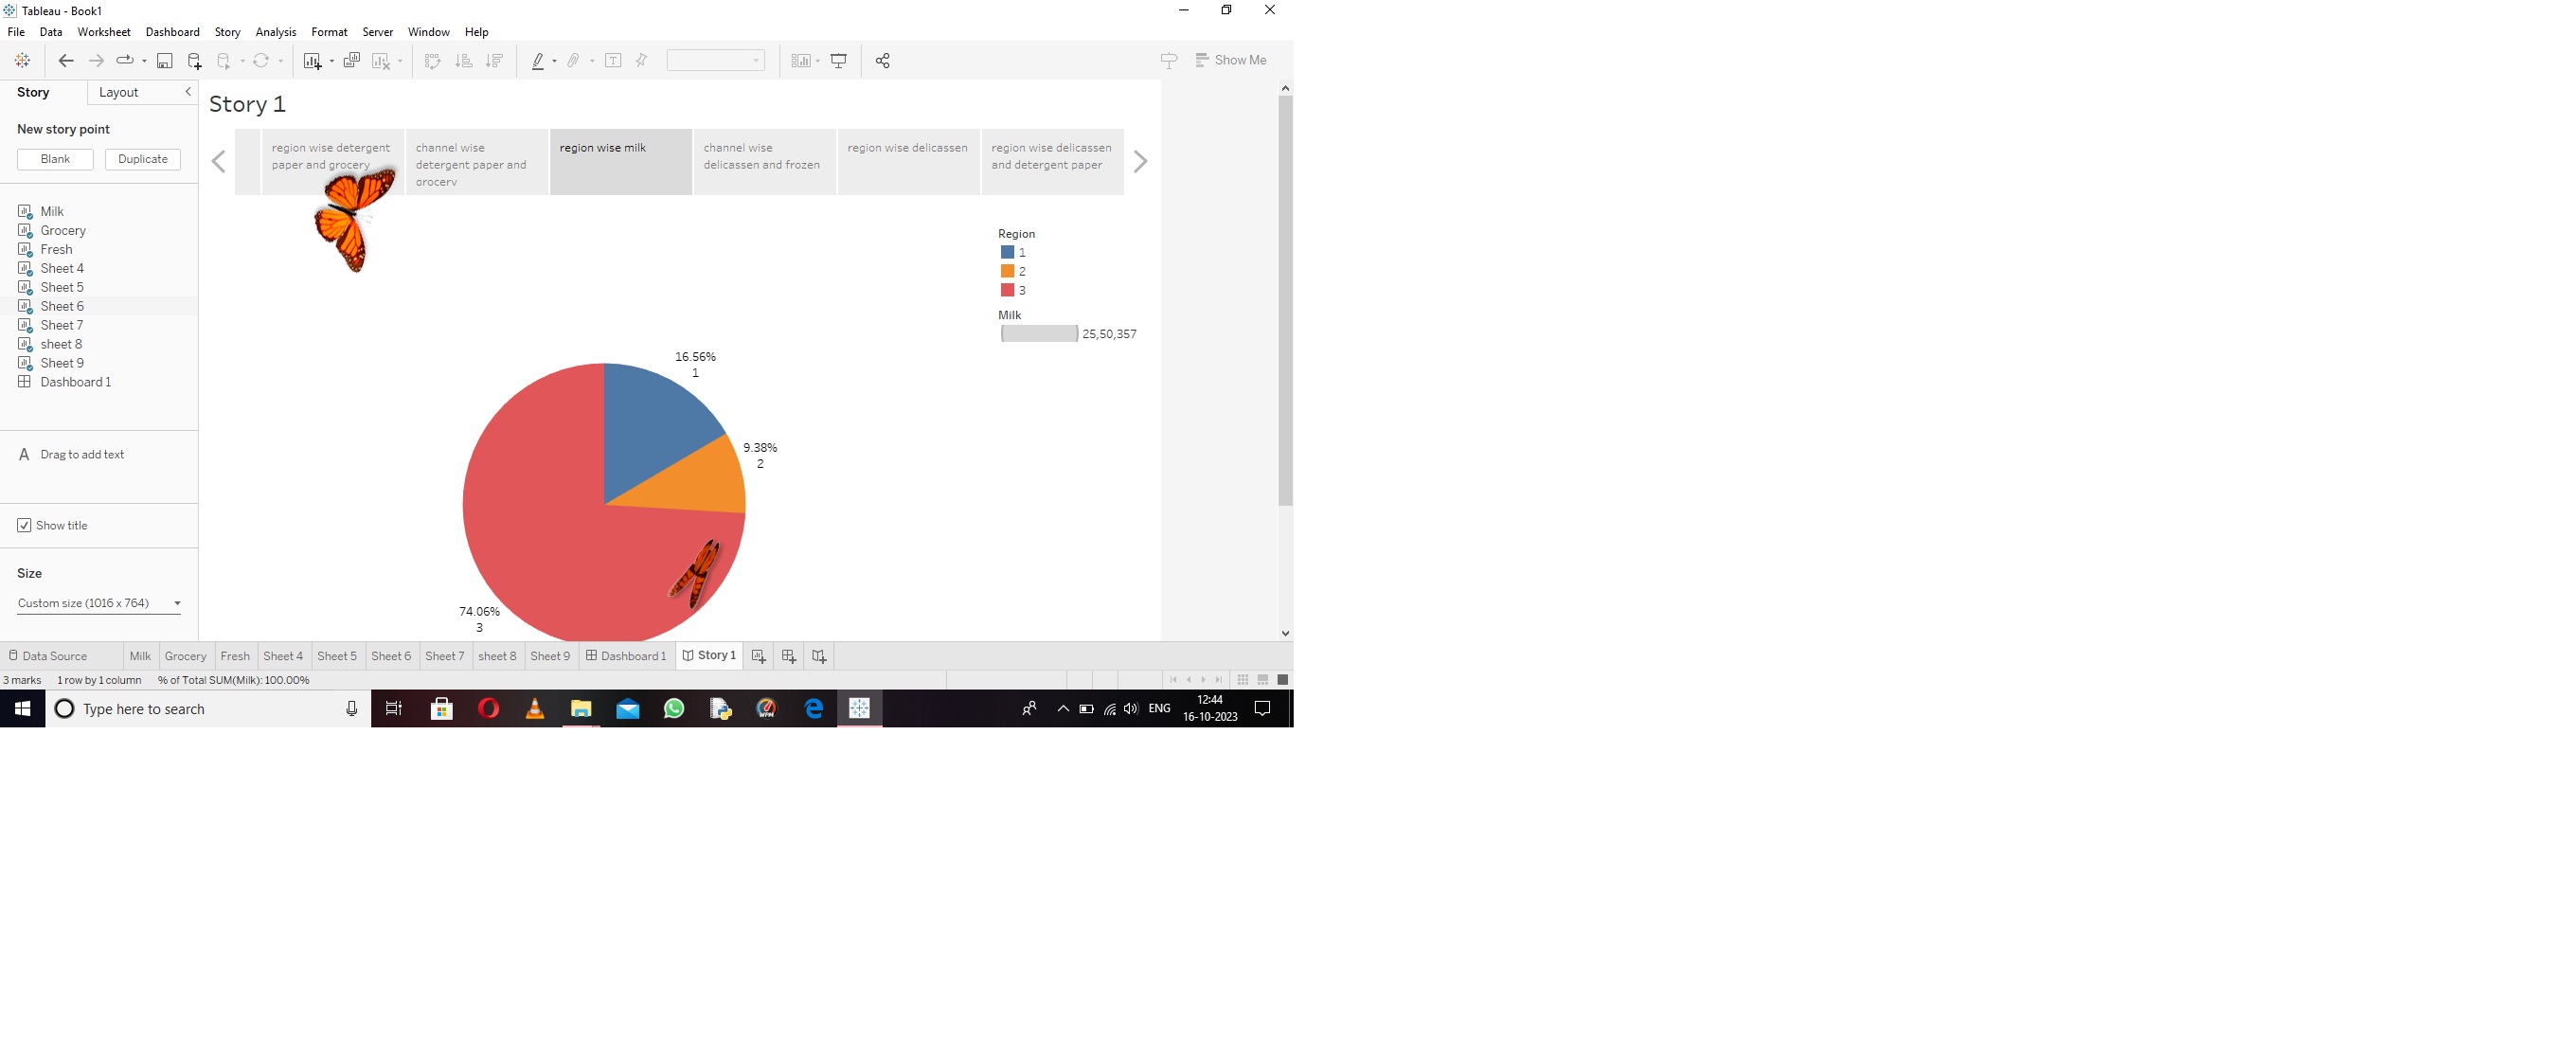 Tableau - Book1
File Data Worksheet Dashboard Story Analysis Format Server Window Help
Show Me
Story Layout
New story point
Blank Duplicate
Milk
Grocery
Fresh
Sheet 4
Sheet 5
Sheet 6
Sheet 7
sheet 8
Sheet 9
Dashboard 1
A Drag to add text
Show title
Size
Custom size (1016 x 764)
Story 1
region wise detergent
paper and grocery
channel wise
detergent paper and
grocery
region wise milk
channel wise
delicassen and frozen
region wise delicassen
region wise delicassen
and detergent paper
Region
1
2
3
Milk
25,50,357
16.56%
1
9.38%
2
74.06%
3
Data Source Milk Grocery Fresh Sheet 4 Sheet 5 Sheet 6 Sheet 7 sheet 8 Sheet 9 Dashboard 1 Story 1
3 marks 1 row by 1 column % of Total SUM(Milk): 100.00%
Type here to search
ENG
12:44
16-10-2023